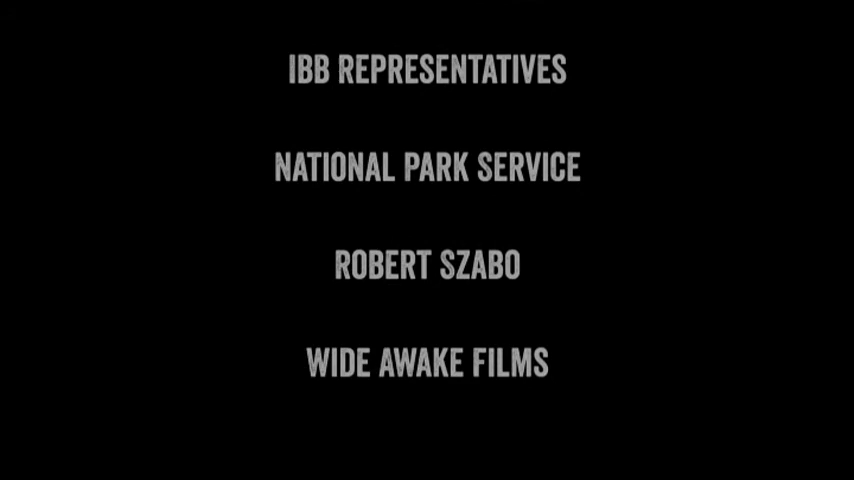 IBB REPRESENTATIVES
NATIONAL PARK SERVICE
ROBERT SZABO
WIDE AWAKE FILMS